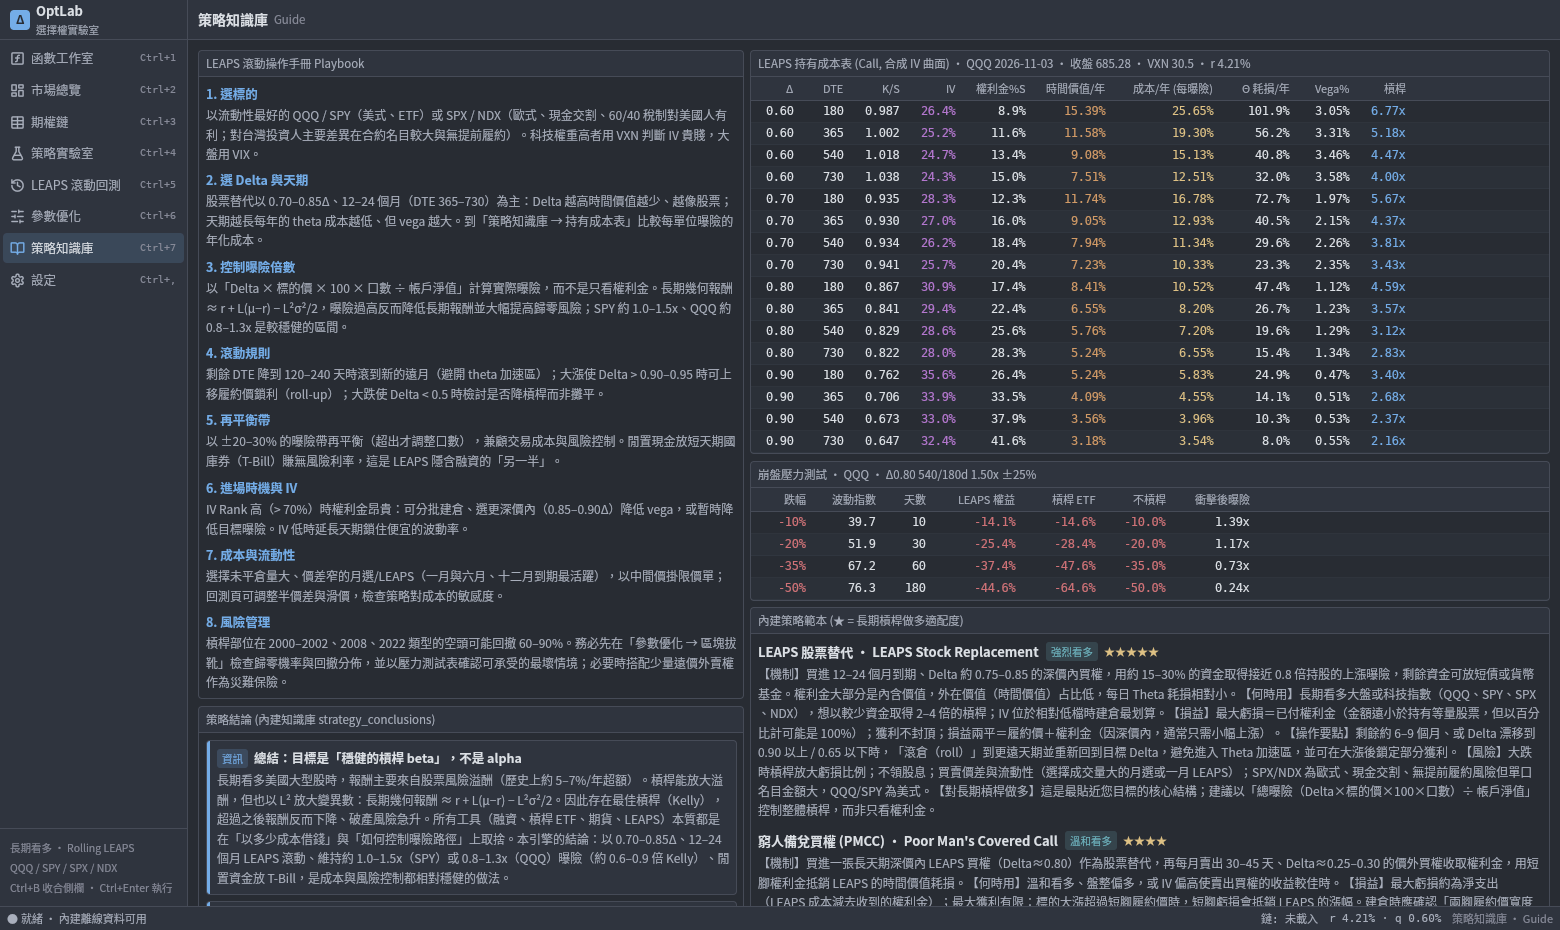 OptLab
選擇權實驗室
函數工作室 Ctrl+1
市場總覽 Ctrl+2
期權鏈 Ctrl+3
策略實驗室 Ctrl+4
LEAPS 滾動回測 Ctrl+5
參數優化 Ctrl+6
策略知識庫 Ctrl+7
設定 Ctrl+,
長期看多 • Rolling LEAPS
QQQ / SPY / SPX / NDX
Ctrl+B 收合側欄 • Ctrl+Enter 執行
策略知識庫 Guide
LEAPS 滾動操作手冊 Playbook
1. 選標的
以流動性最好的 QQQ / SPY（美式、ETF）或 SPX / NDX（歐式、現金交割、60/40 稅制對美國人有
利；對台灣投資人主要差異在合約名目較大與無提前履約）。科技權重高者用 VXN 判斷 IV 貴賤，大
盤用 VIX。
2. 選 Delta 與天期
股票替代以 0.70–0.85Δ、12–24 個月（DTE 365–730）為主：Delta 越高時間價值越少、越像股票；
天期越長每年的 theta 成本越低、但 vega 越大。到「策略知識庫 → 持有成本表」比較每單位曝險的
年化成本。
3. 控制曝險倍數
以「Delta × 標的價 × 100 × 口數 ÷ 帳戶淨值」計算實際曝險，而不是只看權利金。長期幾何報酬
≈ r + L(μ−r) − L²σ²/2，曝險過高反而降低長期報酬並大幅提高歸零風險；SPY 約 1.0–1.5x、QQQ 約
0.8–1.3x 是較穩健的區間。
4. 滾動規則
剩餘 DTE 降到 120–240 天時滾到新的遠月（避開 theta 加速區）；大漲使 Delta > 0.90–0.95 時可上
移履約價鎖利（roll-up）；大跌使 Delta < 0.5 時檢討是否降槓桿而非攤平。
5. 再平衡帶
以 ±20–30% 的曝險帶再平衡（超出才調整口數），兼顧交易成本與風險控制。閒置現金放短天期國
庫券（T-Bill）賺無風險利率，這是 LEAPS 隱含融資的「另一半」。
6. 進場時機與 IV
IV Rank 高（> 70%）時權利金昂貴：可分批建倉、選更深價內（0.85–0.90Δ）降低 vega，或暫時降
低目標曝險。IV 低時延長天期鎖住便宜的波動率。
7. 成本與流動性
選擇未平倉量大、價差窄的月選/LEAPS（一月與六月、十二月到期最活躍），以中間價掛限價單；
回測頁可調整半價差與滑價，檢查策略對成本的敏感度。
8. 風險管理
槓桿部位在 2000–2002、2008、2022 類型的空頭可能回撤 60–90%。務必先在「參數優化 → 區塊拔
靴」檢查歸零機率與回撤分佈，並以壓力測試表確認可承受的最壞情境；必要時搭配少量遠價外賣權
作為災難保險。
策略結論 (內建知識庫 strategy_conclusions)
資訊 總結：目標是「穩健的槓桿 beta」，不是 alpha
長期看多美國大型股時，報酬主要來自股票風險溢酬（歷史上約 5–7%/年超額）。槓桿能放大溢
酬，但也以 L² 放大變異數：長期幾何報酬 ≈ r + L(μ−r) − L²σ²/2。因此存在最佳槓桿（Kelly），
超過之後報酬反而下降、破產風險急升。所有工具（融資、槓桿 ETF、期貨、LEAPS）本質都是
在「以多少成本借錢」與「如何控制曝險路徑」上取捨。本引擎的結論：以 0.70–0.85Δ、12–24
個月 LEAPS 滾動、維持約 1.0–1.5x（SPY）或 0.8–1.3x（QQQ）曝險（約 0.6–0.9 倍 Kelly）、閒
置資金放 T-Bill，是成本與風險控制都相對穩健的做法。
LEAPS 持有成本表 (Call, 合成 IV 曲面) • QQQ 2026-11-03 • 收盤 685.28 • VXN 30.5 • r 4.21%
Δ DTE K/S IV 權利金%S 時間價值/年 成本/年 (每曝險) Θ 耗損/年 Vega% 槓桿
0.60 180 0.987 26.4% 8.9% 15.39% 25.65% 101.9% 3.05% 6.77x
0.60 365 1.002 25.2% 11.6% 11.58% 19.30% 56.2% 3.31% 5.18x
0.60 540 1.018 24.7% 13.4% 9.08% 15.13% 40.8% 3.46% 4.47x
0.60 730 1.038 24.3% 15.0% 7.51% 12.51% 32.0% 3.58% 4.00x
0.70 180 0.935 28.3% 12.3% 11.74% 16.78% 72.7% 1.97% 5.67x
0.70 365 0.930 27.0% 16.0% 9.05% 12.93% 40.5% 2.15% 4.37x
0.70 540 0.934 26.2% 18.4% 7.94% 11.34% 29.6% 2.26% 3.81x
0.70 730 0.941 25.7% 20.4% 7.23% 10.33% 23.3% 2.35% 3.43x
0.80 180 0.867 30.9% 17.4% 8.41% 10.52% 47.4% 1.12% 4.59x
0.80 365 0.841 29.4% 22.4% 6.55% 8.20% 26.7% 1.23% 3.57x
0.80 540 0.829 28.6% 25.6% 5.76% 7.20% 19.6% 1.29% 3.12x
0.80 730 0.822 28.0% 28.3% 5.24% 6.55% 15.4% 1.34% 2.83x
0.90 180 0.762 35.6% 26.4% 5.24% 5.83% 24.9% 0.47% 3.40x
0.90 365 0.706 33.9% 33.5% 4.09% 4.55% 14.1% 0.51% 2.68x
0.90 540 0.673 33.0% 37.9% 3.56% 3.96% 10.3% 0.53% 2.37x
0.90 730 0.647 32.4% 41.6% 3.18% 3.54% 8.0% 0.55% 2.16x
崩盤壓力測試 • QQQ • Δ0.80 540/180d 1.50x ±25%
跌幅 波動指數 天數 LEAPS 權益 槓桿 ETF 不槓桿 衝擊後曝險
-10% 39.7 10 -14.1% -14.6% -10.0% 1.39x
-20% 51.9 30 -25.4% -28.4% -20.0% 1.17x
-35% 67.2 60 -37.4% -47.6% -35.0% 0.73x
-50% 76.3 180 -44.6% -64.6% -50.0% 0.24x
內建策略範本 (★ = 長期槓桿做多適配度)
LEAPS 股票替代 • LEAPS Stock Replacement 強烈看多 ★★★★★
【機制】買進 12–24 個月到期、Delta 約 0.75–0.85 的深價內買權，用約 15–30% 的資金取得接近 0.8 倍持股的上漲曝險，剩餘資金可放短債或貨幣
基金。權利金大部分是內含價值，外在價值（時間價值）占比低，每日 Theta 耗損相對小。【何時用】長期看多大盤或科技指數（QQQ、SPY、SPX
、NDX），想以較少資金取得 2–4 倍的槓桿；IV 位於相對低檔時建倉最划算。【損益】最大虧損＝已付權利金（金額遠小於持有等量股票，但以百分
比計可能是 100%）；獲利不封頂；損益兩平＝履約價＋權利金（因深價內，通常只需小幅上漲）。【操作要點】剩餘約 6–9 個月、或 Delta 漂移到
0.90 以上 / 0.65 以下時，「滾倉（roll）」到更遠天期並重新回到目標 Delta，避免進入 Theta 加速區，並可在大漲後鎖定部分獲利。【風險】大跌
時槓桿放大虧損比例；不領股息；買賣價差與流動性（選擇成交量大的月選或一月 LEAPS）；SPX/NDX 為歐式、現金交割、無提前履約風險但單口
名目金額大，QQQ/SPY 為美式。【對長期槓桿做多】這是最貼近您目標的核心結構；建議以「總曝險（Delta×標的價×100×口數）÷ 帳戶淨值」
控制整體槓桿，而非只看權利金。
窮人備兌買權 (PMCC) • Poor Man's Covered Call 溫和看多 ★★★★
【機制】買進一張長天期深價內 LEAPS 買權（Delta≈0.80）作為股票替代，再每月賣出 30–45 天、Delta≈0.25–0.30 的價外買權收取權利金，用短
腳權利金抵銷 LEAPS 的時間價值耗損。【何時用】溫和看多、盤整偏多，或 IV 偏高使賣出買權的收益較佳時。【損益】最大虧損約為淨支出
（LEAPS 成本減去收到的權利金）；最大獲利有限：標的大漲超過短腳履約價時，短腳虧損會抵銷 LEAPS 的漲幅。建倉時應確認「兩腳履約價寬度
就緒 • 內建離線資料可用
鏈: 未載入 r 4.21% · q 0.60% 策略知識庫 • Guide